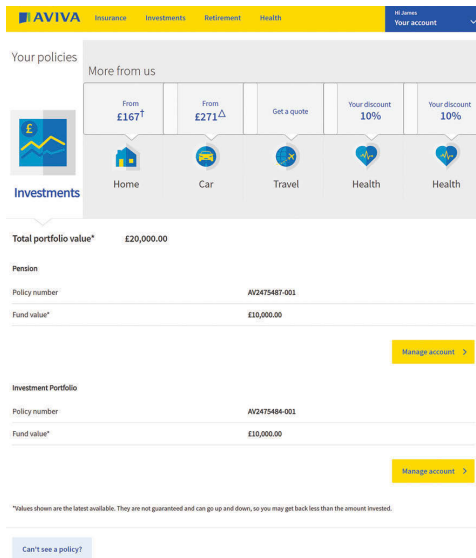 AVIVA Insurance Investments Retirement Health
Hi James
Your account
Your policies
More from us
From
£167†
From
£271△
Get a quote
Your discount
10%
Your discount
10%
£
Investments
Home Car Travel Health Health
Total portfolio value* £20,000.00
Pension
Policy number AV2475487-001
Fund value* £10,000.00
Manage account >
Investment Portfolio
Policy number AV2475484-001
Fund value* £10,000.00
Manage account >
*Values shown are the latest available. They are not guaranteed and can go up and down, so you may get back less than the amount invested.
Can't see a policy?